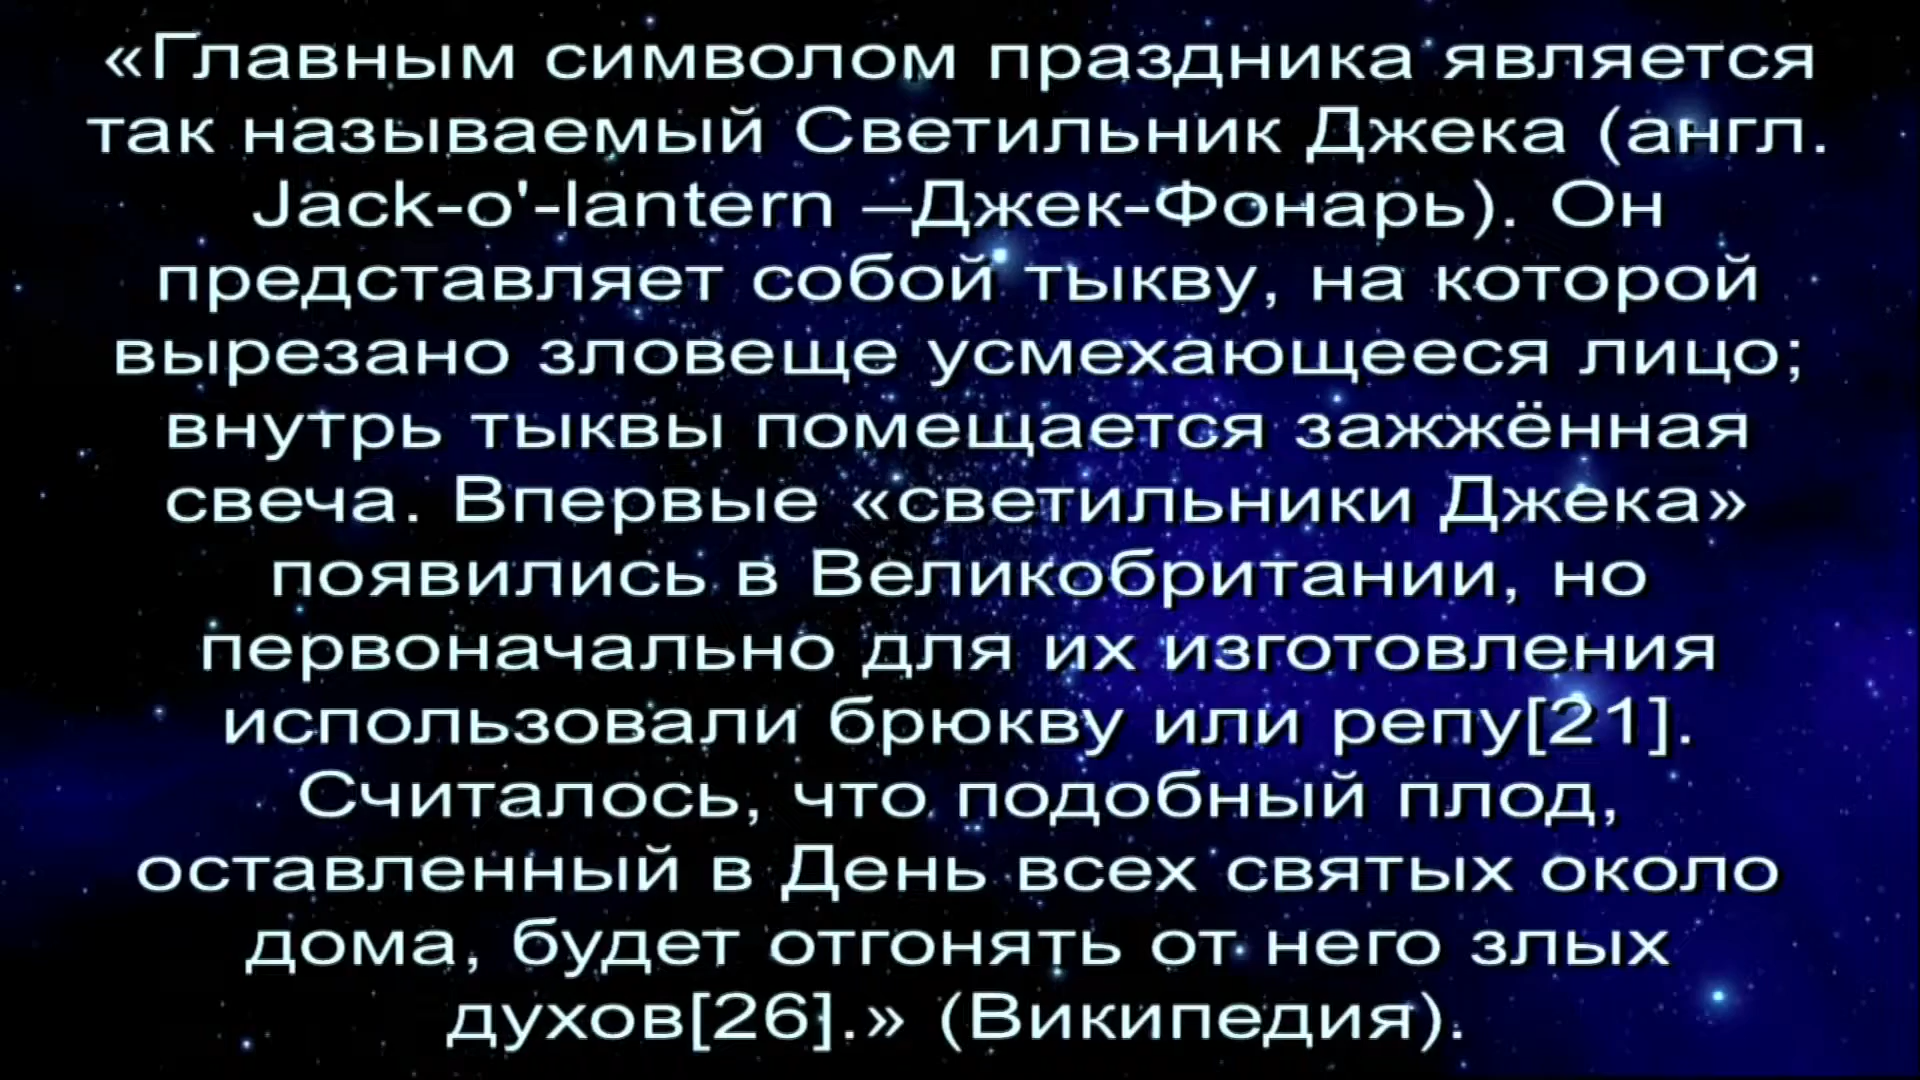 «Главным символом праздника является
так называемый Светильник Джека (англ.
Jack-o'-lantern –Джек-Фонарь). Он
представляет собой тыкву, на которой
вырезано зловеще усмехающееся лицо;
внутрь тыквы помещается зажжённая
свеча. Впервые «светильники Джека»
появились в Великобритании, но
первоначально для их изготовления
использовали брюкву или репу[21].
Считалось, что подобный плод,
оставленный в День всех святых около
дома, будет отгонять от него злых
духов[26].» (Википедия).